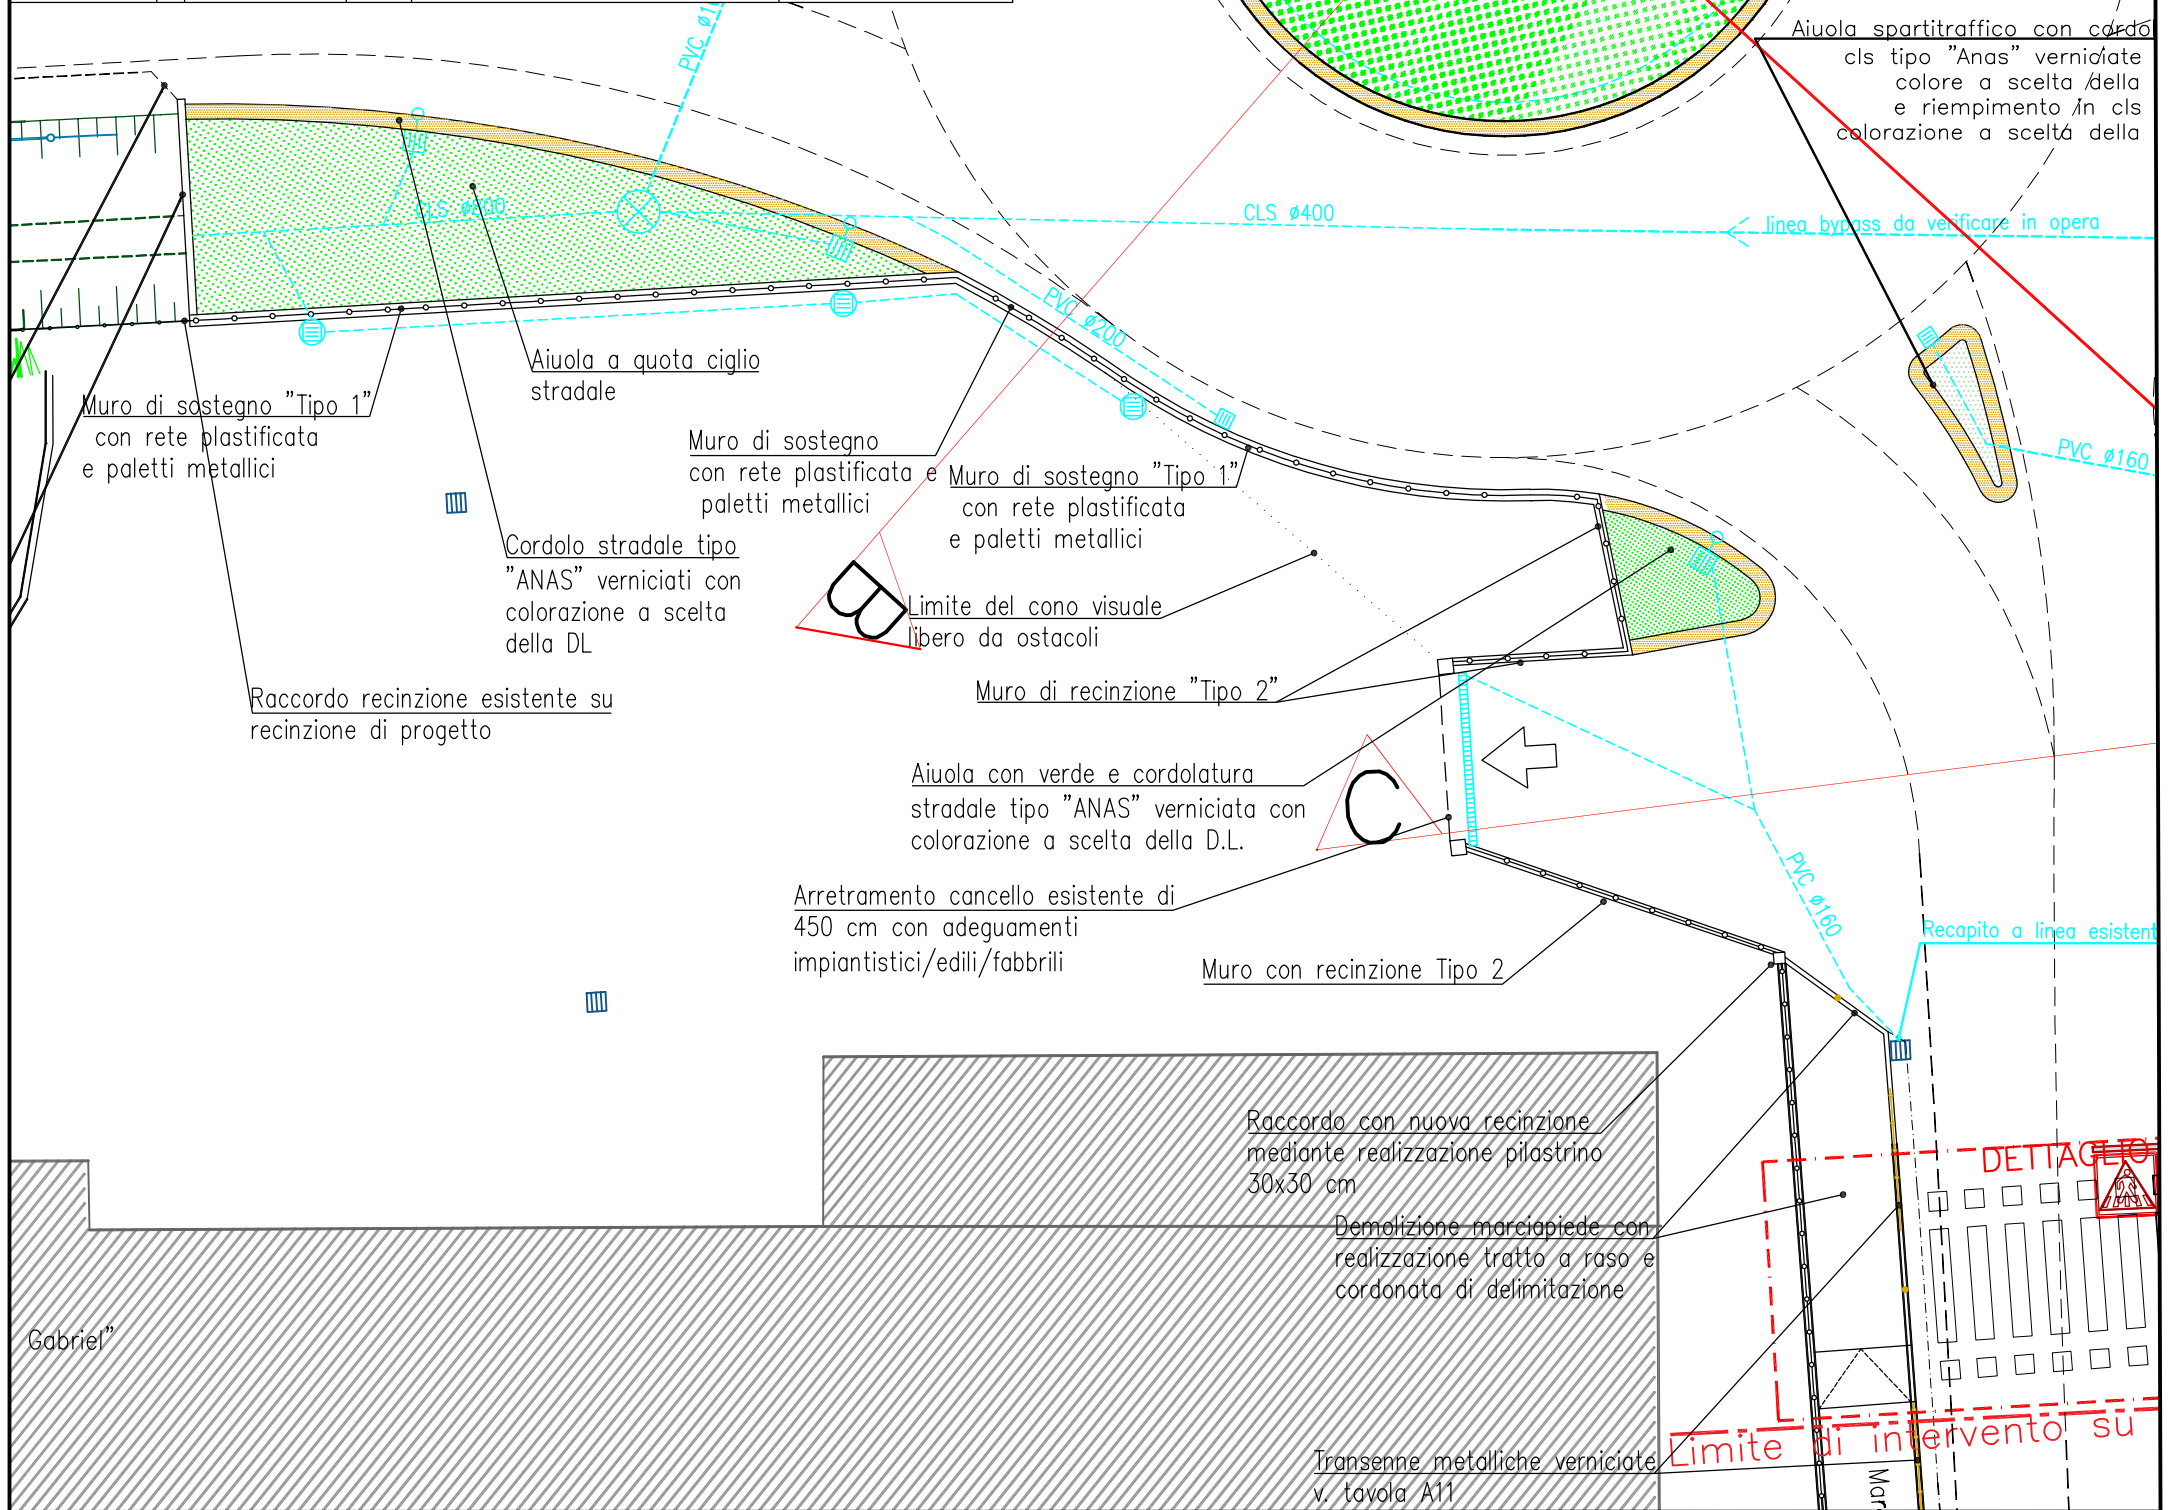 PVC ø1
Aiuola spartitraffico con cordo
cls tipo "Anas" verniciate
colore a scelta della
e riempimento in cls
colorazione a scelta della
CLS ø400
CLS ø400
linea bypass da verificare in opera
PVC ø200
PVC ø160
Aiuola a quota ciglio
stradale
Muro di sostegno "Tipo 1"
con rete plastificata
e paletti metallici
Muro di sostegno
con rete plastificata e
paletti metallici
Muro di sostegno "Tipo 1"
con rete plastificata
e paletti metallici
Cordolo stradale tipo
"ANAS" verniciati con
colorazione a scelta
della DL
B
Limite del cono visuale
libero da ostacoli
Raccordo recinzione esistente su
recinzione di progetto
Muro di recinzione "Tipo 2"
Aiuola con verde e cordolatura
stradale tipo "ANAS" verniciata con
colorazione a scelta della D.L.
C
Arretramento cancello esistente di
450 cm con adeguamenti
impiantistici/edili/fabbrili
PVC ø160
Recapito a linea esistent
Muro con recinzione Tipo 2
Raccordo con nuova recinzione
mediante realizzazione pilastrino
30x30 cm
DETTAGLIO
Demolizione marciapiede con
realizzazione tratto a raso e
cordonata di delimitazione
Gabriel"
Limite di intervento su
Transenne metalliche verniciate
v. tavola A11
Mar